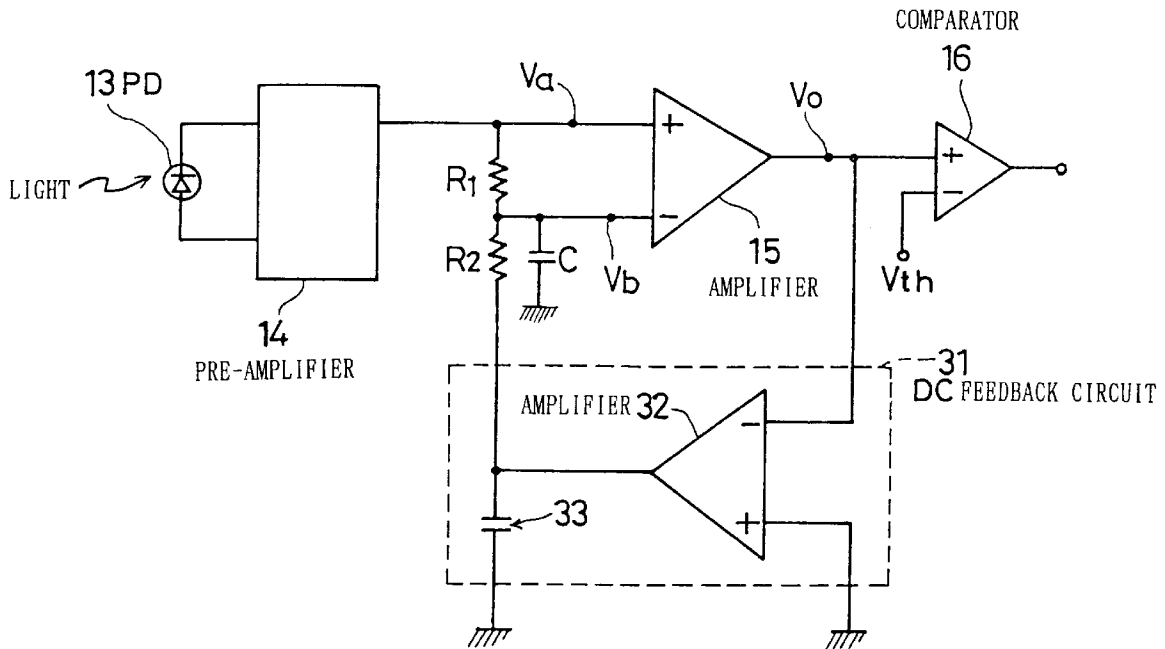 COMPARATOR
16
13 PD
Va
Vo
LIGHT
+
-
R1
R2
C
Vb
15
AMPLIFIER
+
-
Vth
14
PRE-AMPLIFIER
31
DC FEEDBACK CIRCUIT
AMPLIFIER 32
-
+
33